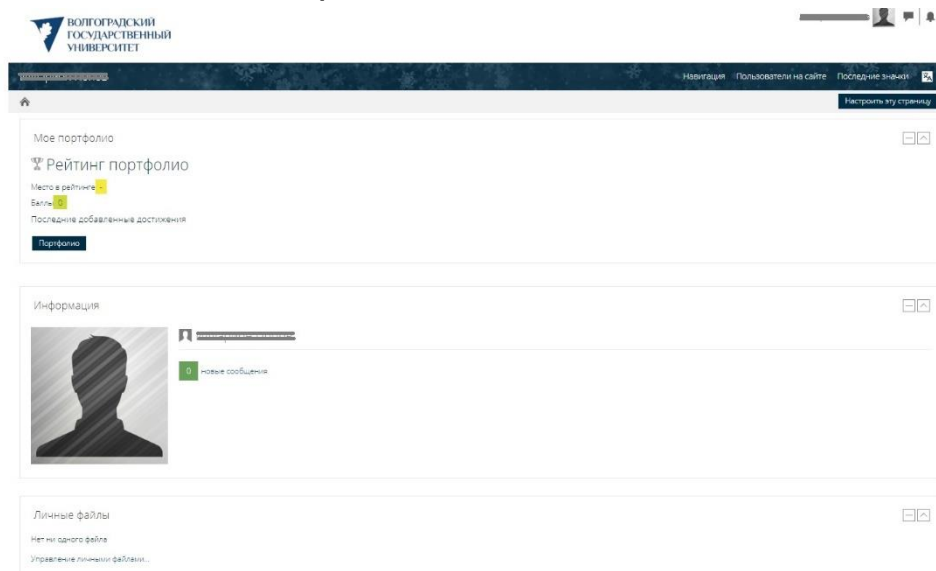 ВОЛГОГРАДСКИЙ
ГОСУДАРСТВЕННЫЙ
УНИВЕРСИТЕТ
Навигация Пользователи на сайте Последние значки
Настроить эту страницу
Мое портфолио
Рейтинг портфолио
Место в рейтинге -
Баллы 0
Последние добавленные достижения
Портфолио
Информация
0 новые сообщения
Личные файлы
Нет ни одного файла
Управление личными файлами...